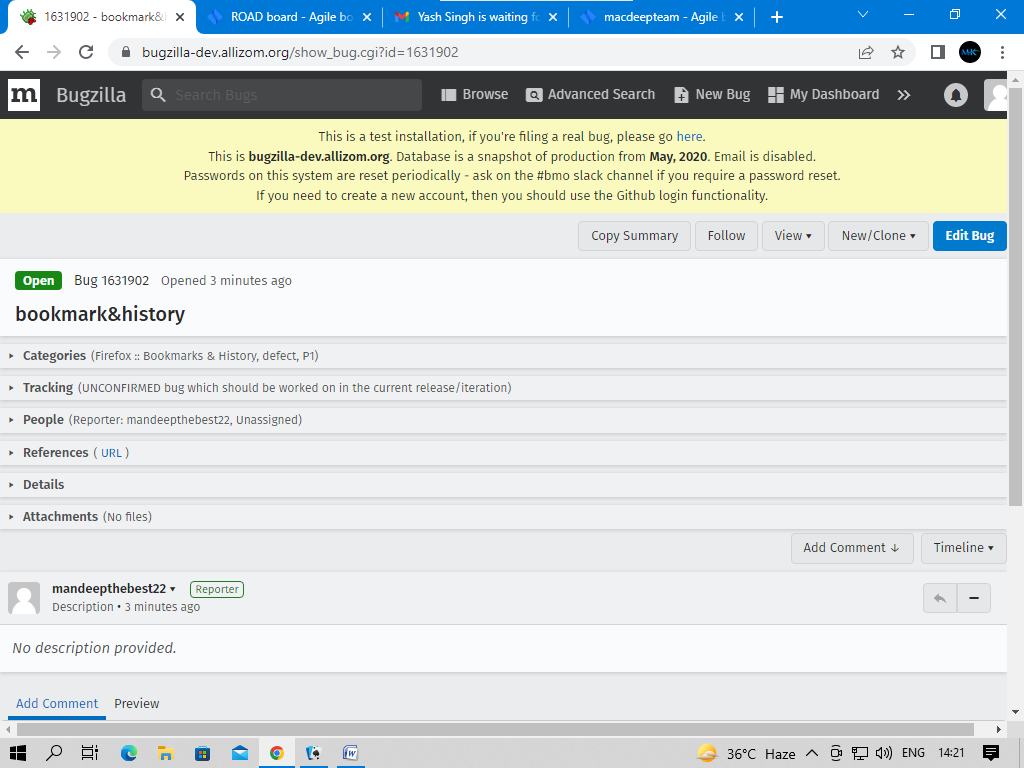 1631902 - bookmark&
ROAD board - Agile bo
Yash Singh is waiting fo
macdeepteam - Agile b
bugzilla-dev.allizom.org/show_bug.cgi?id=1631902
m Bugzilla
Search Bugs
Browse
Advanced Search
New Bug
My Dashboard
This is a test installation, if you're filing a real bug, please go here.
This is bugzilla-dev.allizom.org. Database is a snapshot of production from May, 2020. Email is disabled.
Passwords on this system are reset periodically - ask on the #bmo slack channel if you require a password reset.
If you need to create a new account, then you should use the Github login functionality.
Copy Summary
Follow
View
New/Clone
Edit Bug
Open Bug 1631902 Opened 3 minutes ago
bookmark&history
Categories (Firefox :: Bookmarks & History, defect, P1)
Tracking (UNCONFIRMED bug which should be worked on in the current release/iteration)
People (Reporter: mandeepthebest22, Unassigned)
References ( URL )
Details
Attachments (No files)
Add Comment ↓
Timeline
mandeepthebest22 Reporter
Description • 3 minutes ago
No description provided.
Add Comment Preview
36°C Haze
ENG
14:21